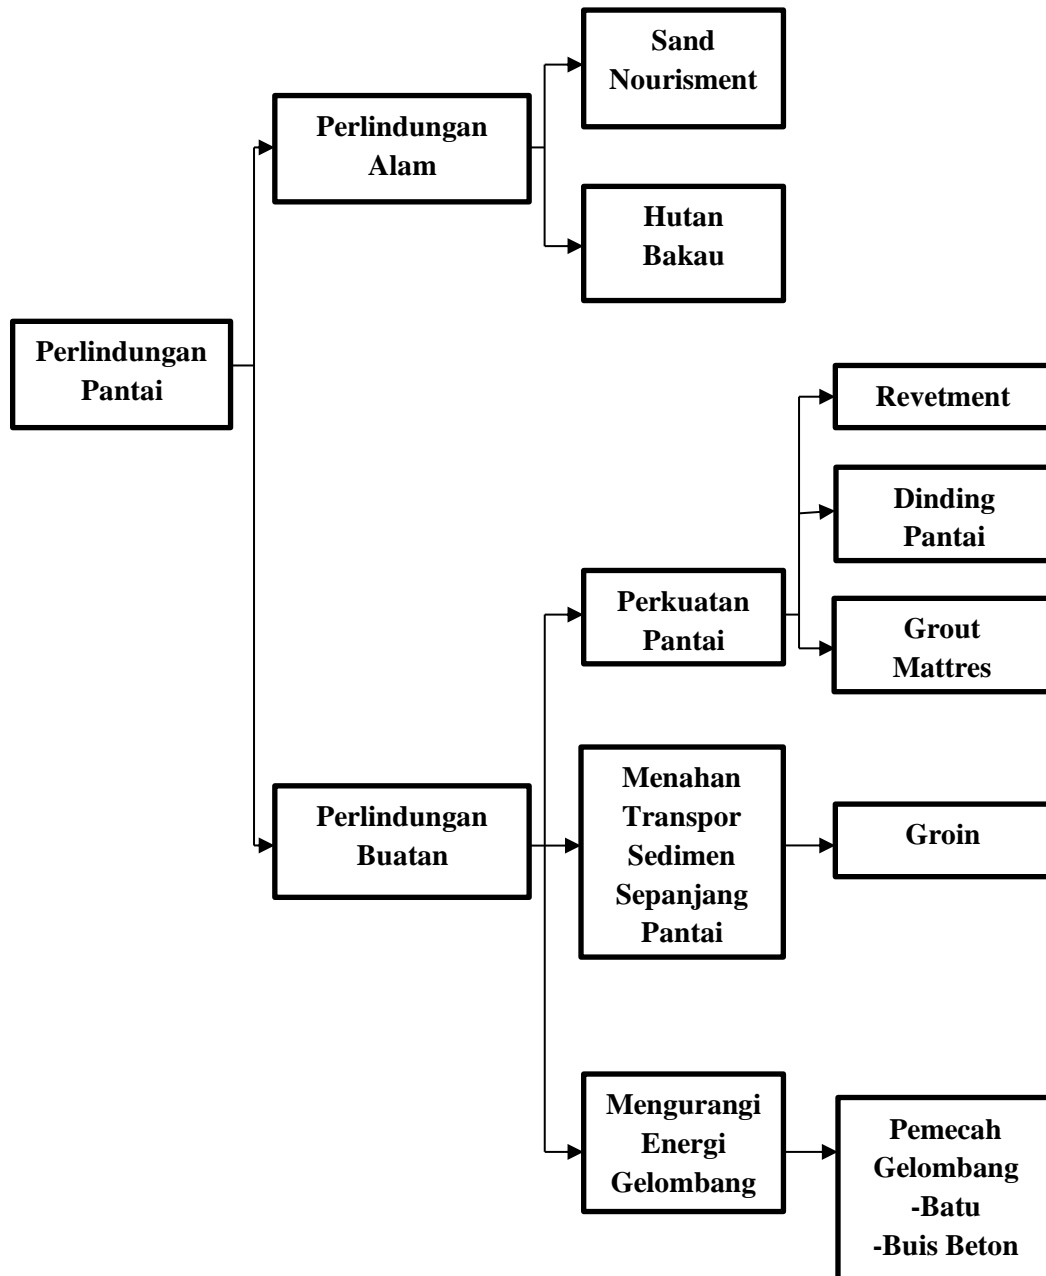 Sand
Nourisment
Perlindungan
Alam
Hutan
Bakau
Perlindungan
Pantai
Revetment
Dinding
Pantai
Perkuatan
Pantai
Grout
Mattres
Menahan
Transpor
Sedimen
Sepanjang
Pantai
Perlindungan
Buatan
Groin
Mengurangi
Energi
Gelombang
Pemecah
Gelombang
-Batu
-Buis Beton